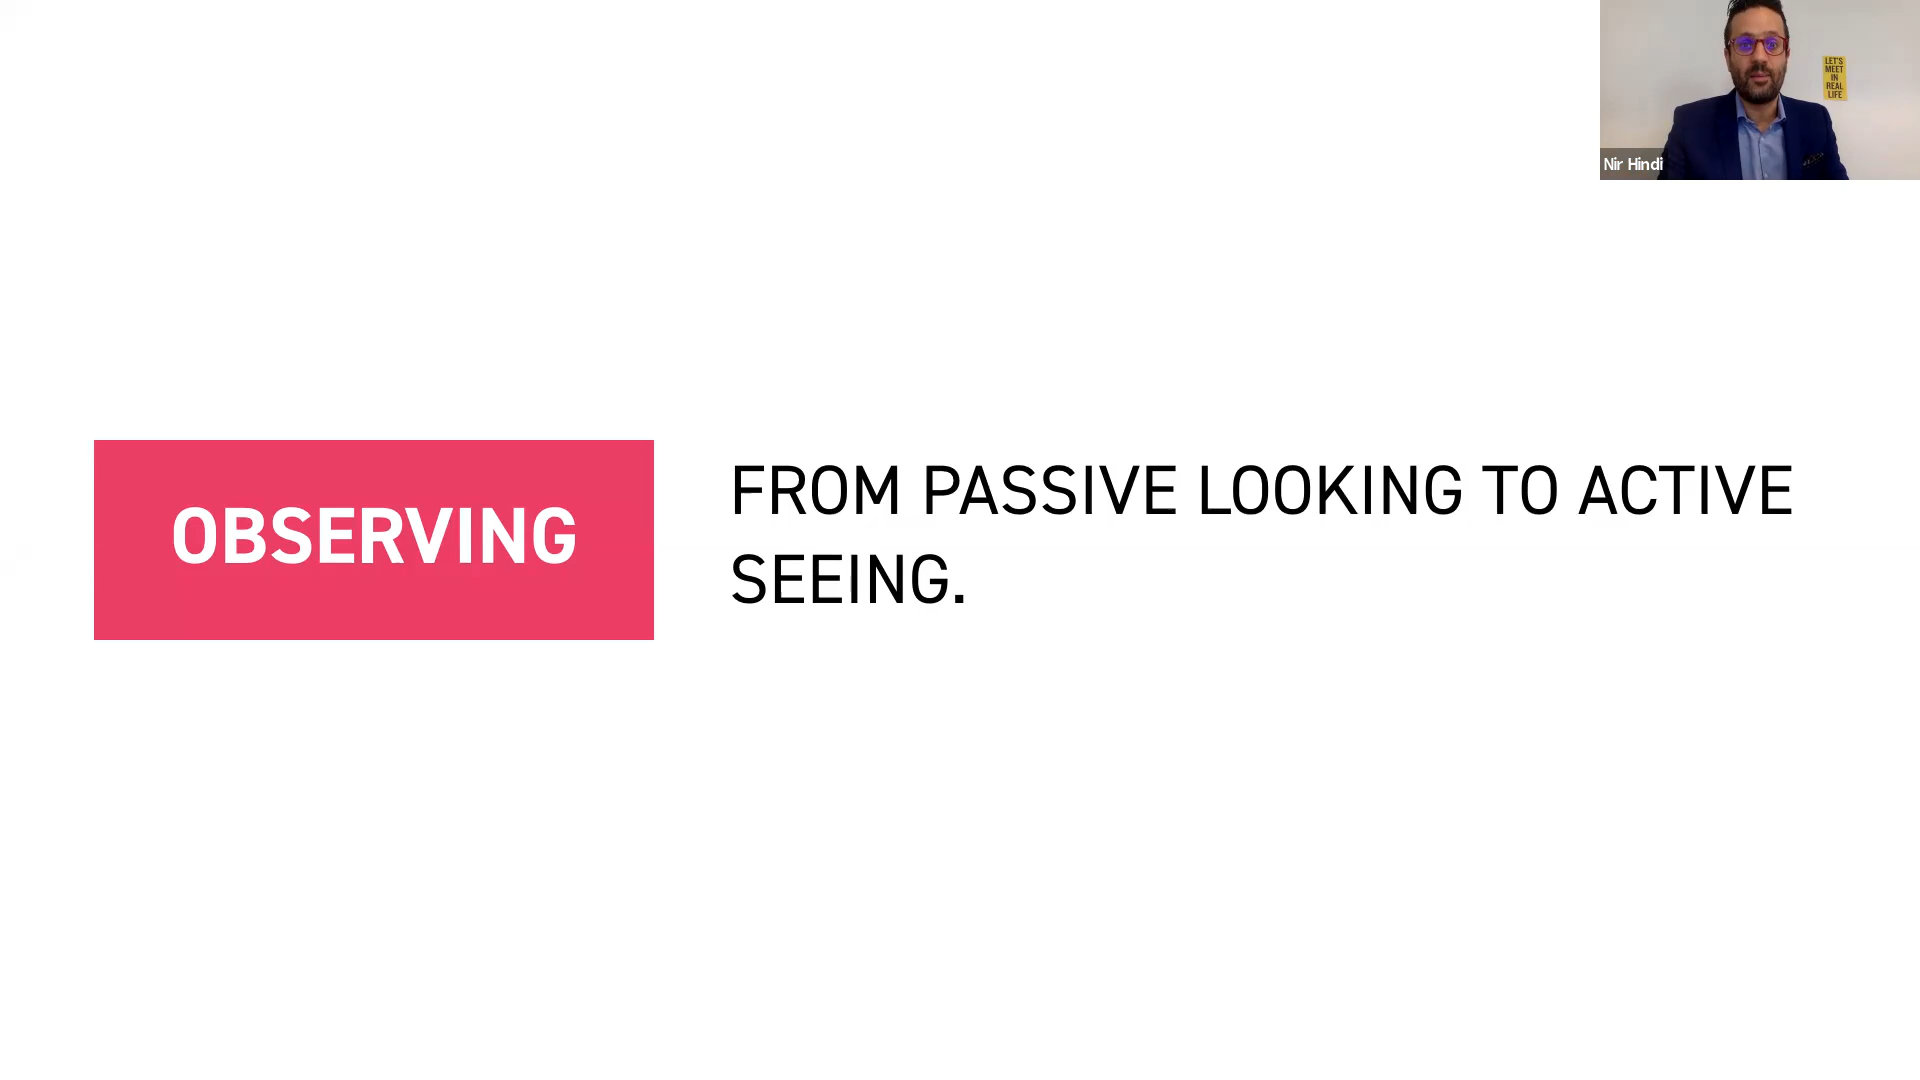 LET'S
MEET
IN
REAL
LIFE
Nir Hindi
OBSERVING
FROM PASSIVE LOOKING TO ACTIVE
SEEING.